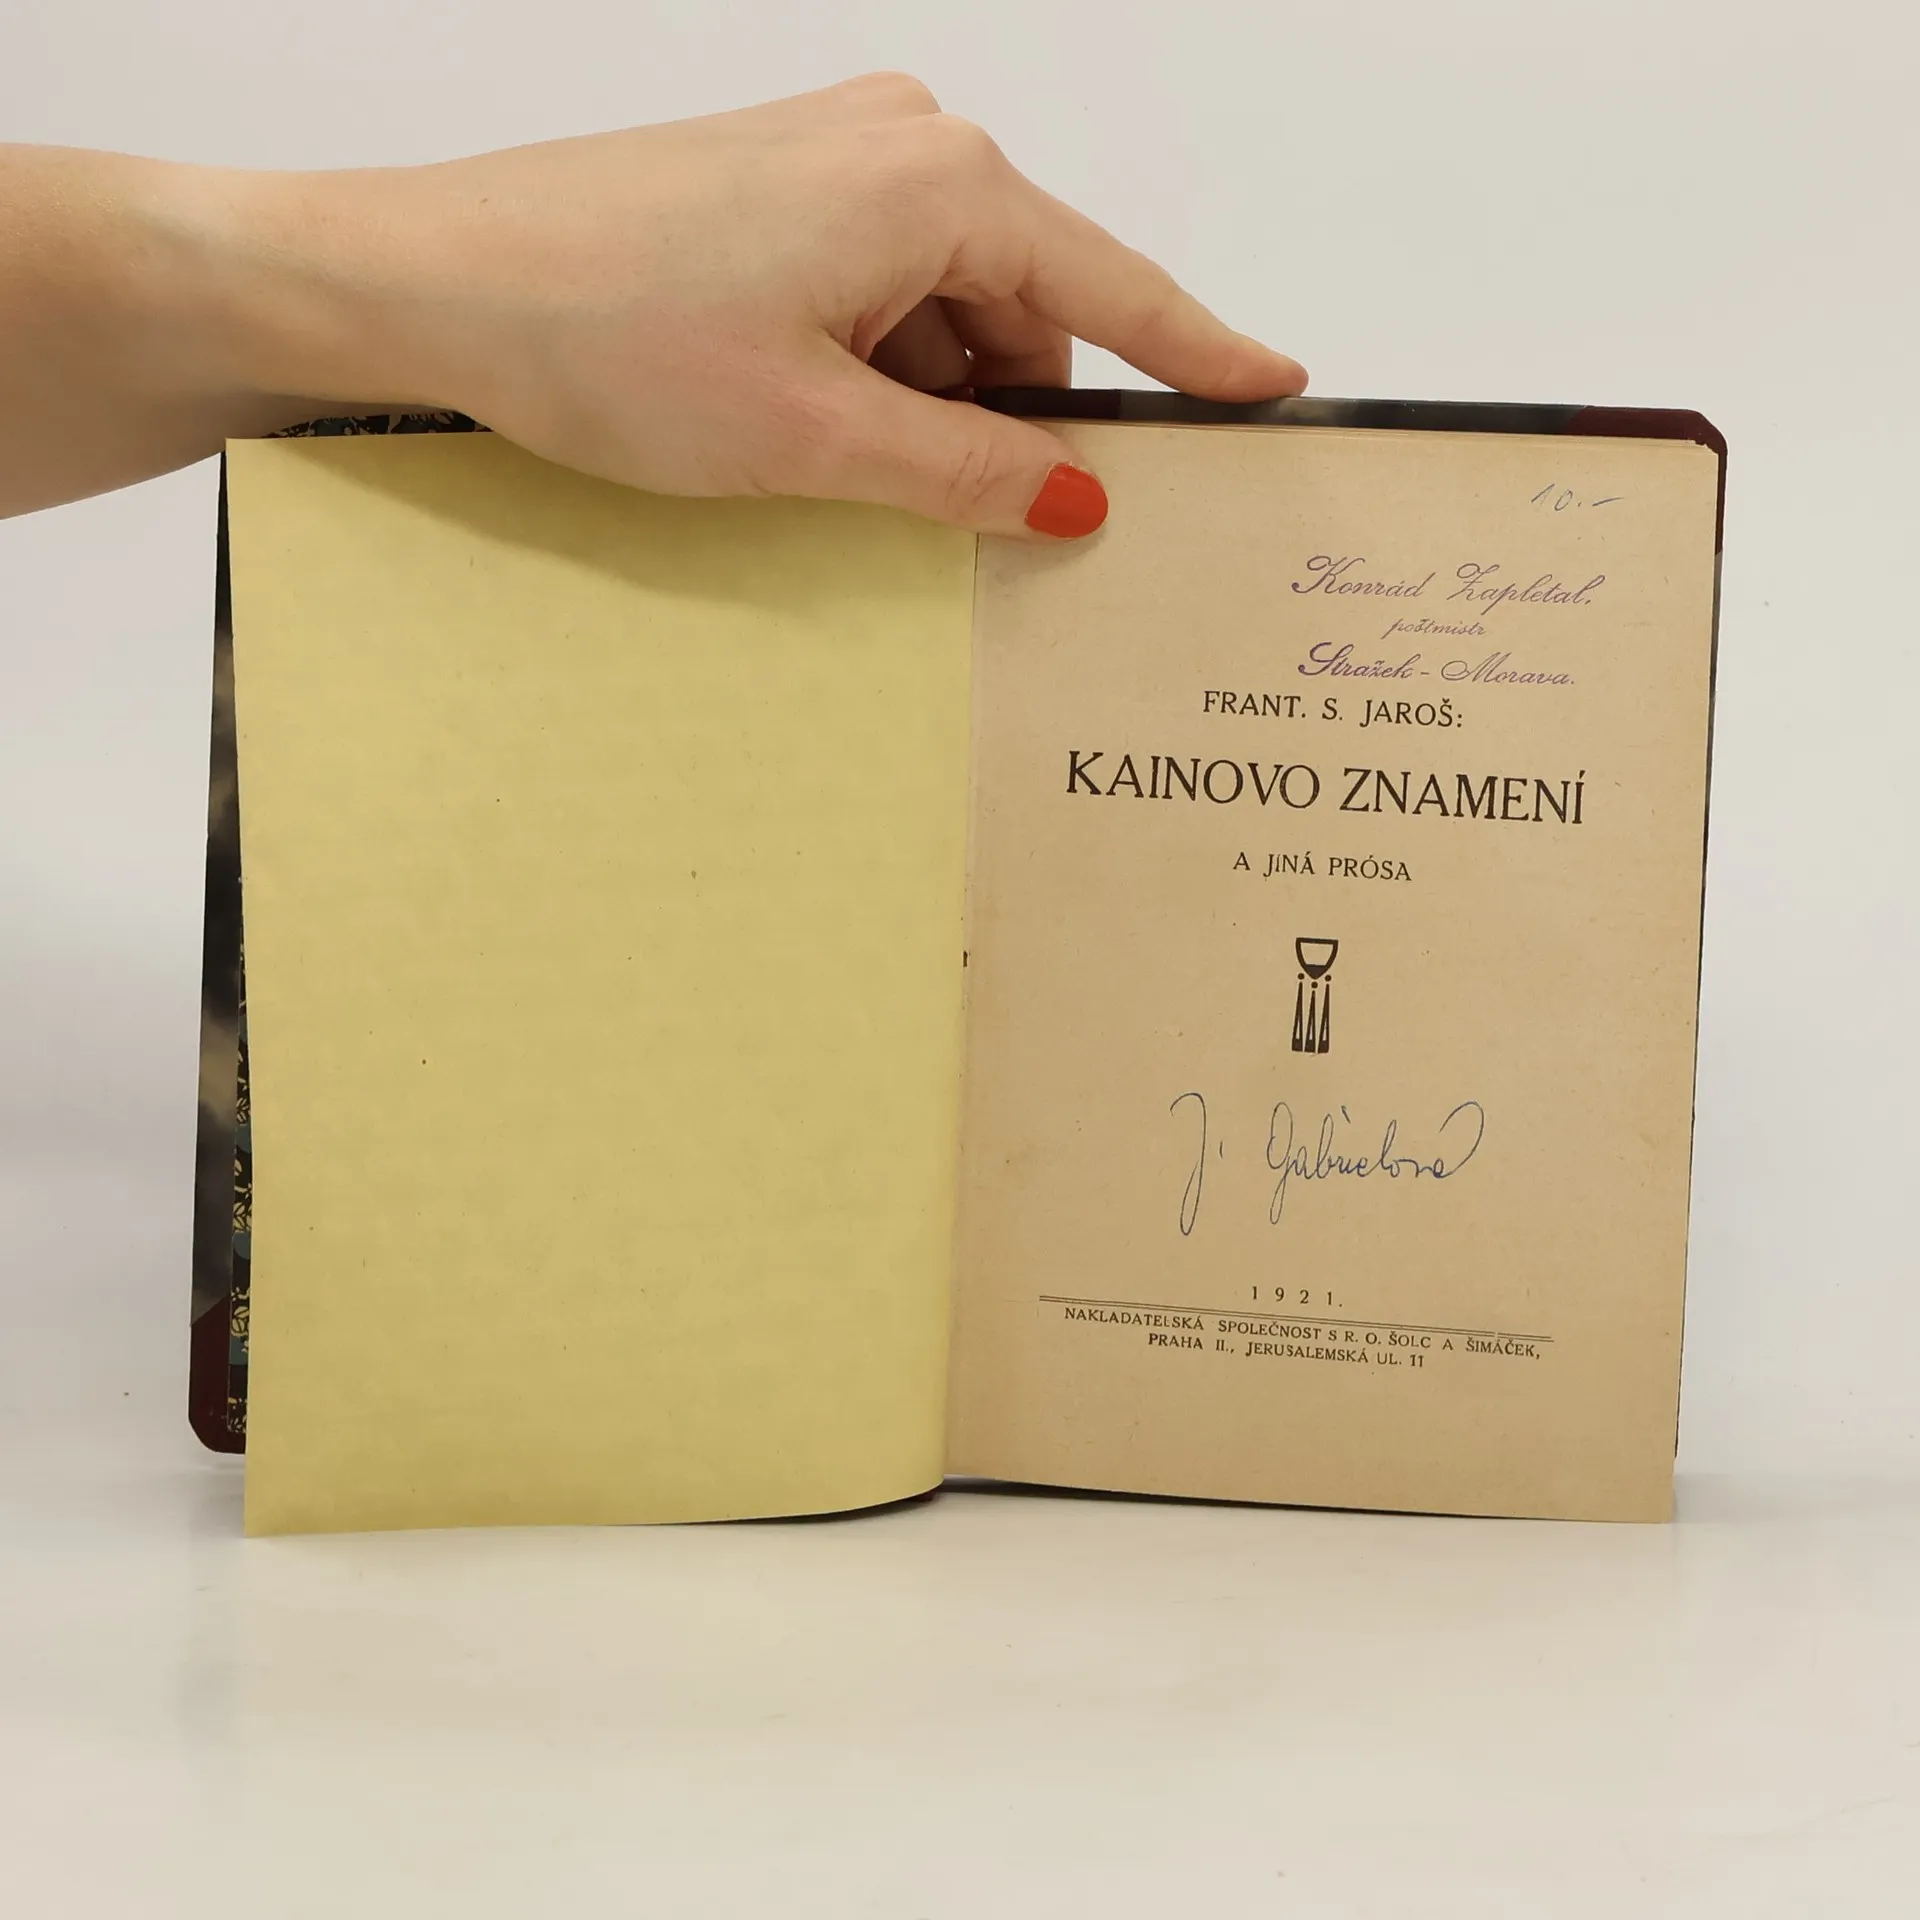 10.-
Konrád Zapletal,
poštmistr
Stražek - Morava.
FRANT. S. JAROŠ:
KAINOVO ZNAMENÍ
A JINÁ PRÓSA
J. Gabrielová
1921.
NAKLADATELSKÁ SPOLEČNOST S R. O. ŠOLC A ŠIMÁČEK,
PRAHA II., JERUSALEMSKÁ UL. 11